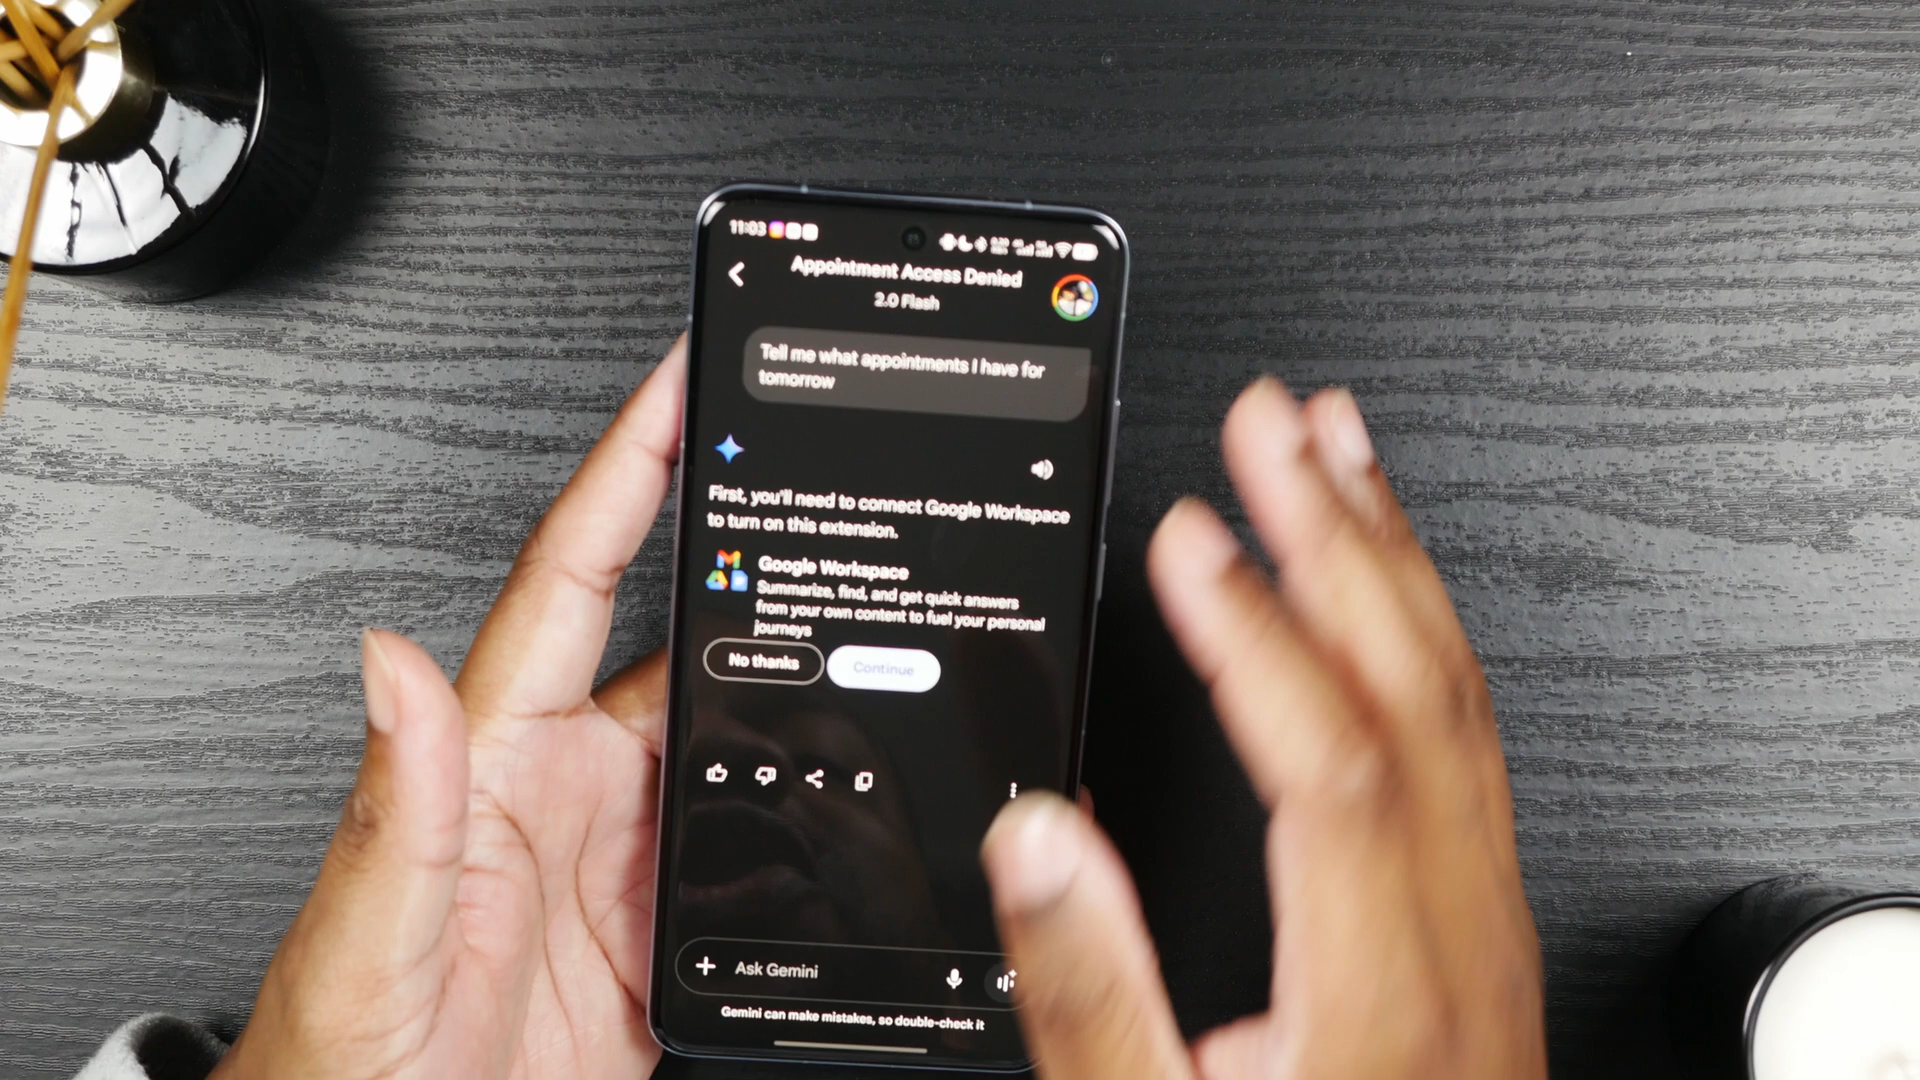 11:03
Appointment Access Denied
2.0 Flash
Tell me what appointments I have for
tomorrow
First, you'll need to connect Google Workspace
to turn on this extension.
Google Workspace
Summarize, find, and get quick answers
from your own content to fuel your personal
journeys
No thanks
Continue
Ask Gemini
Gemini can make mistakes, so double-check it